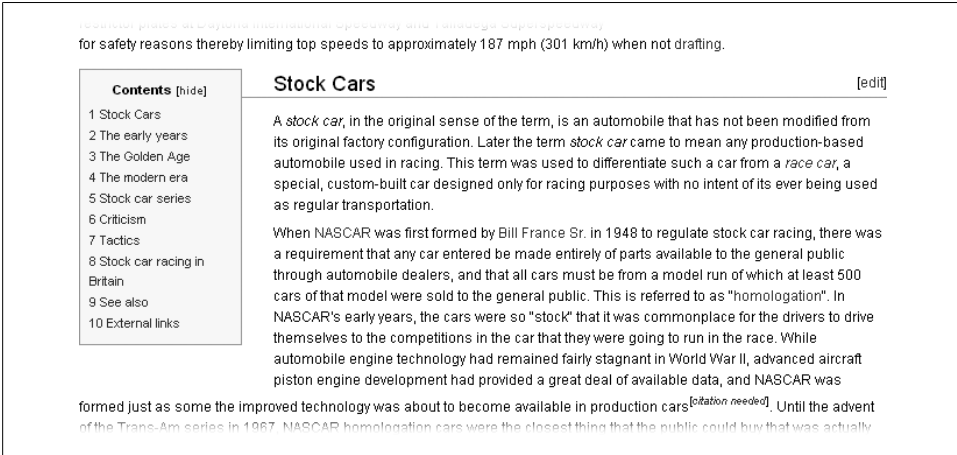 restrictor plates at Daytona International Speedway and Talladega Superspeedway
for safety reasons thereby limiting top speeds to approximately 187 mph (301 km/h) when not drafting.
Contents [hide]
1 Stock Cars
2 The early years
3 The Golden Age
4 The modern era
5 Stock car series
6 Criticism
7 Tactics
8 Stock car racing in
Britain
9 See also
10 External links
Stock Cars [edit]
A stock car, in the original sense of the term, is an automobile that has not been modified from
its original factory configuration. Later the term stock car came to mean any production-based
automobile used in racing. This term was used to differentiate such a car from a race car, a
special, custom-built car designed only for racing purposes with no intent of its ever being used
as regular transportation.
When NASCAR was first formed by Bill France Sr. in 1948 to regulate stock car racing, there was
a requirement that any car entered be made entirely of parts available to the general public
through automobile dealers, and that all cars must be from a model run of which at least 500
cars of that model were sold to the general public. This is referred to as "homologation". In
NASCAR's early years, the cars were so "stock" that it was commonplace for the drivers to drive
themselves to the competitions in the car that they were going to run in the race. While
automobile engine technology had remained fairly stagnant in World War II, advanced aircraft
piston engine development had provided a great deal of available data, and NASCAR was
formed just as some the improved technology was about to become available in production cars[citation needed]. Until the advent
of the Trans-Am series in 1967, NASCAR homologation cars were the closest thing that the public could buy that was actually